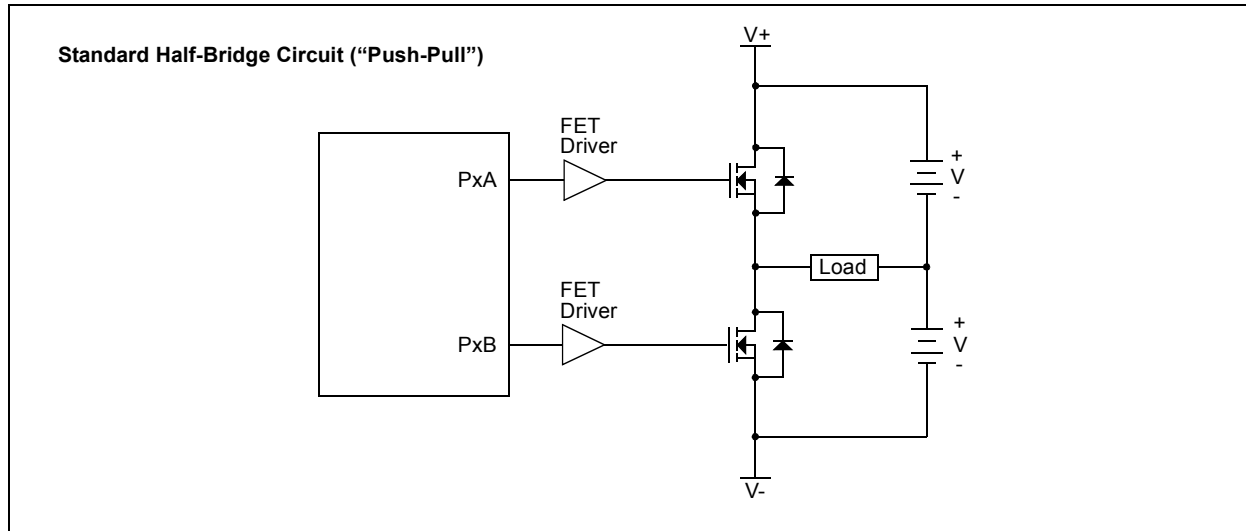 Standard Half-Bridge Circuit (“Push-Pull”)
V+
FET
Driver
PxA
+
V
-
Load
FET
Driver
PxB
+
V
-
V-